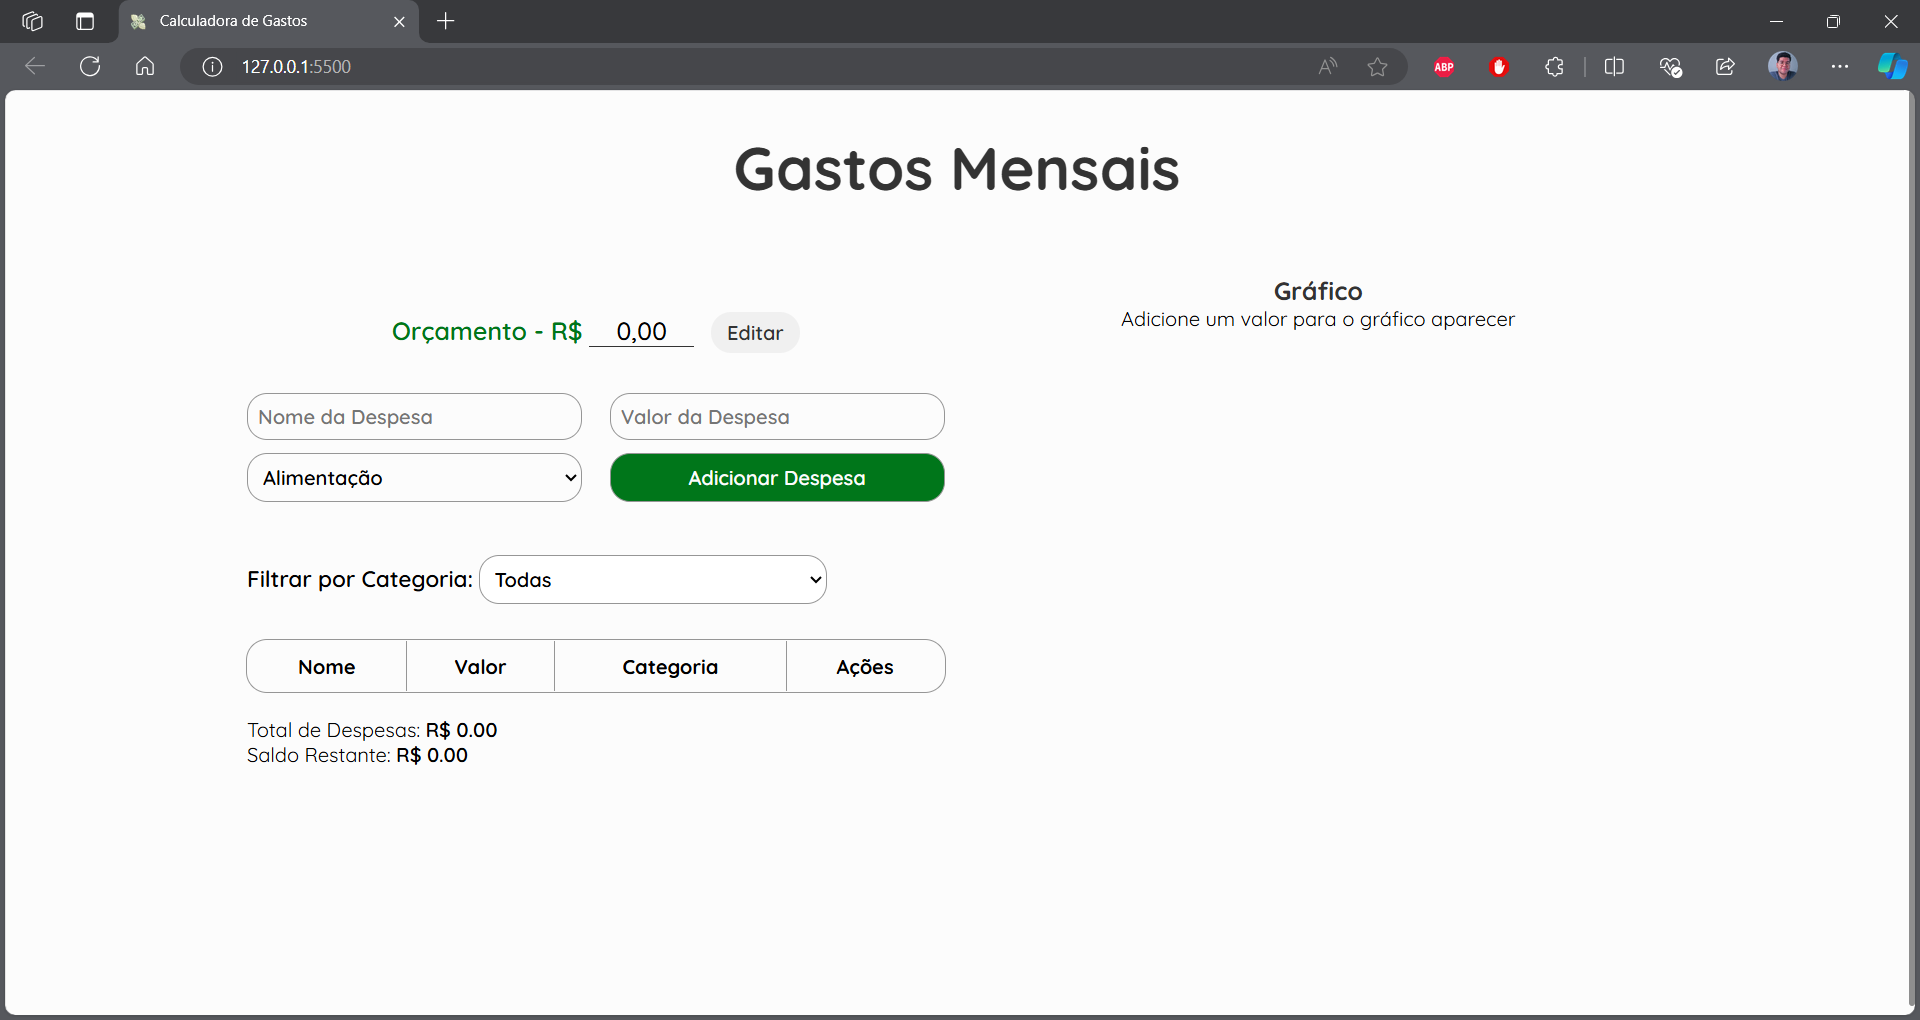 Calculadora de Gastos
127.0.0.1:5500
ABP
Gastos Mensais
Orçamento - R$ 0,00 Editar
Nome da Despesa Valor da Despesa
Alimentação Adicionar Despesa
Filtrar por Categoria: Todas
Nome Valor Categoria Ações
Total de Despesas: R$ 0.00
Saldo Restante: R$ 0.00
Gráfico
Adicione um valor para o gráfico aparecer